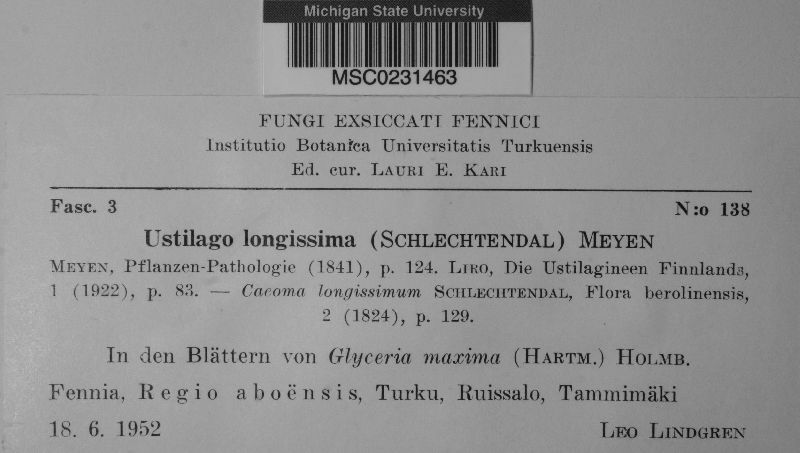 Michigan State University
MSC0231463
FUNGI EXSICCATI FENNICI
Institutio Botanica Universitatis Turkuensis
Ed. cur. LAURI E. KARI
Fasc. 3 N:o 138
Ustilago longissima (SCHLECHTENDAL) MEYEN
MEYEN, Pflanzen-Pathologie (1841), p. 124. LIRO, Die Ustilagineen Finnlands,
1 (1922), p. 83. — Caeoma longissimum SCHLECHTENDAL, Flora berolinensis,
2 (1824), p. 129.
In den Blättern von Glyceria maxima (HARTM.) HOLMB.
Fennia, Regio aboënsis, Turku, Ruissalo, Tammimäki
18. 6. 1952 LEO LINDGREN